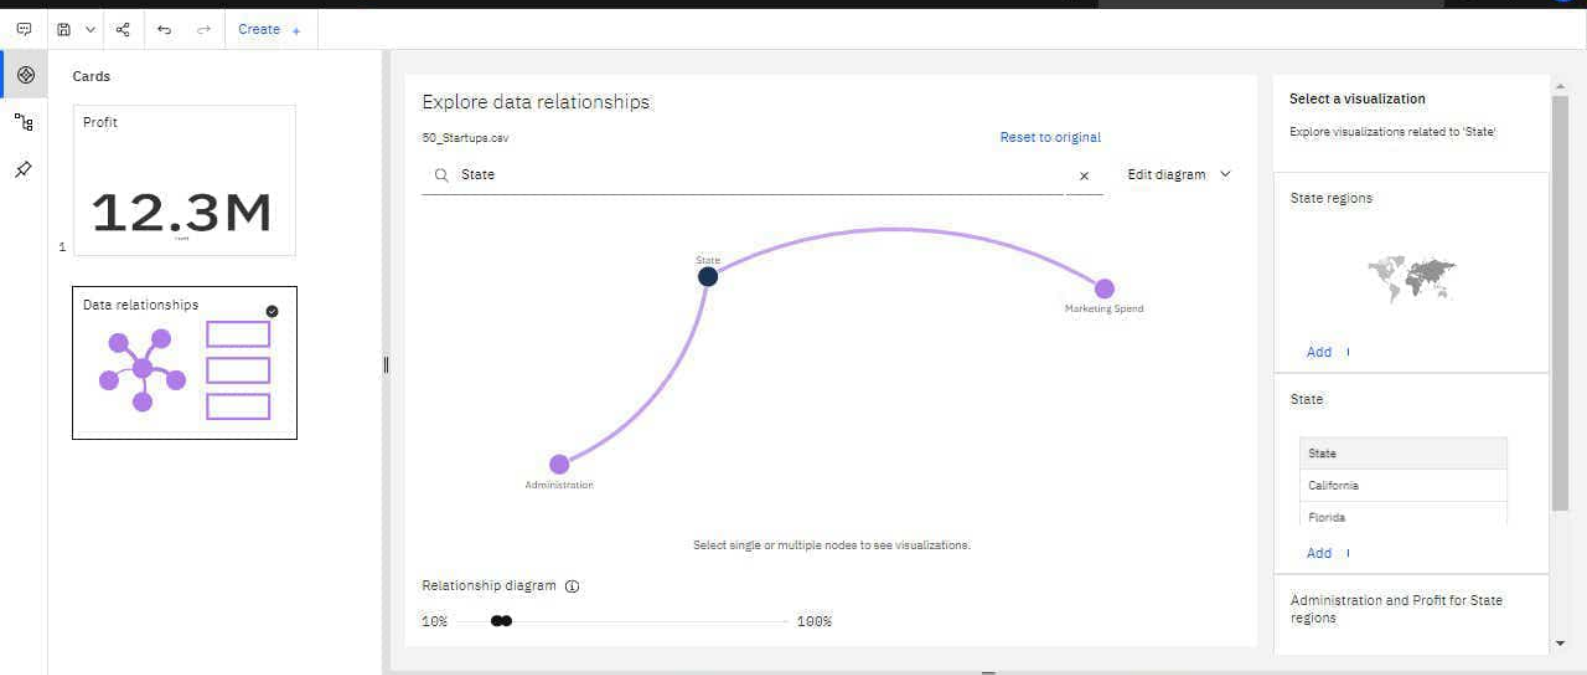 Create +
Cards
Profit
12.3M
1
Data relationships
Explore data relationships
50_Startups.csv
Reset to original
State
Edit diagram
State
Marketing Spend
Administration
Select single or multiple nodes to see visualizations.
Relationship diagram
10%
100%
Select a visualization
Explore visualizations related to 'State'
State regions
Add
State
State
California
Florida
Add
Administration and Profit for State
regions